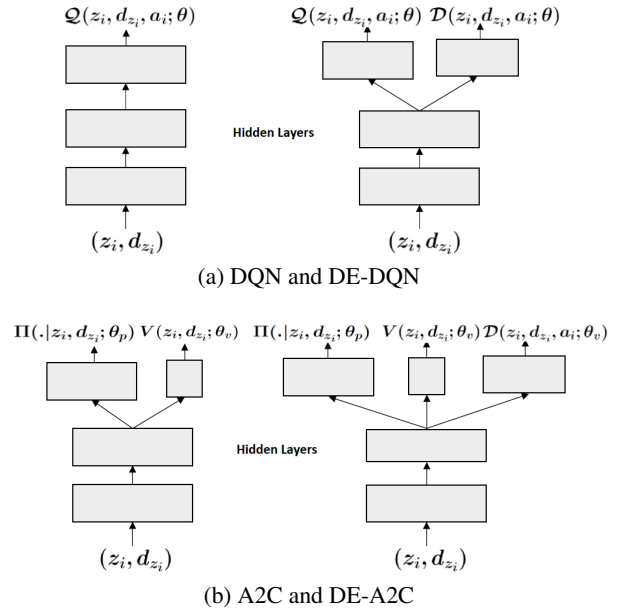 𝓠(z_i, d_{z_i}, a_i; θ) 𝓠(z_i, d_{z_i}, a_i; θ) 𝓓(z_i, d_{z_i}, a_i; θ)
Hidden Layers
(z_i, d_{z_i}) (z_i, d_{z_i})
(a) DQN and DE-DQN
Π(.|z_i, d_{z_i}; θ_p) V(z_i, d_{z_i}; θ_v) Π(.|z_i, d_{z_i}; θ_p) V(z_i, d_{z_i}; θ_v) 𝓓(z_i, d_{z_i}, a_i; θ_v)
Hidden Layers
(z_i, d_{z_i}) (z_i, d_{z_i})
(b) A2C and DE-A2C